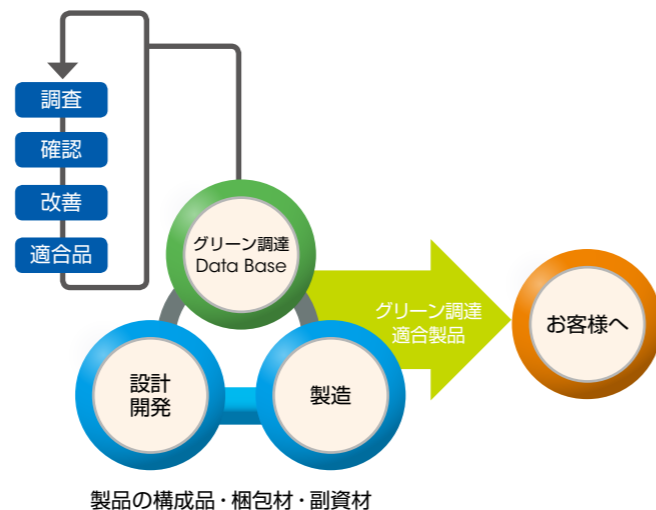 調査
確認
改善
適合品
グリーン調達
Data Base
グリーン調達
適合製品
お客様へ
設計
開発
製造
製品の構成品・梱包材・副資材